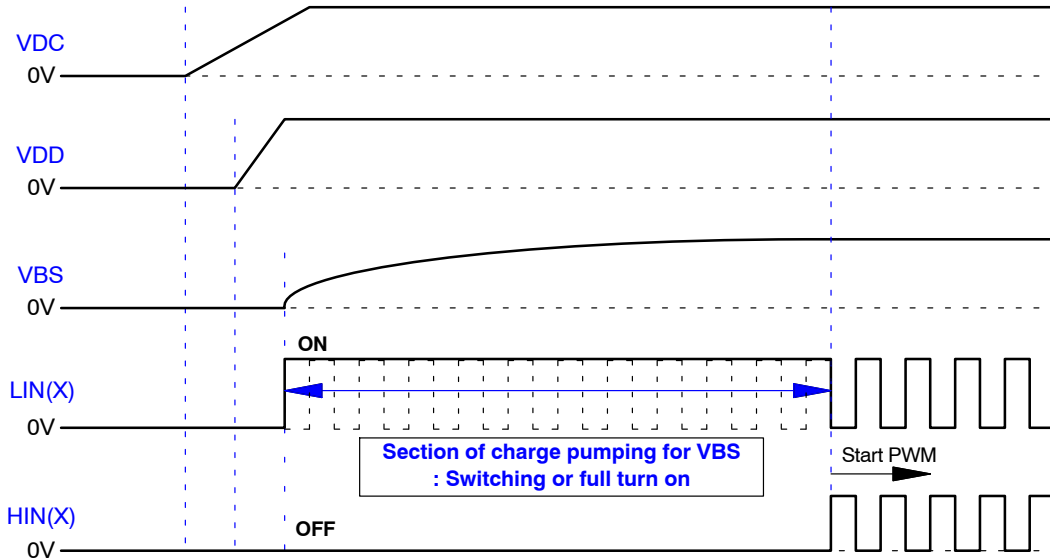 VDC
0V
VDD
0V
VBS
0V
ON
LIN(X)
0V
Section of charge pumping for VBS
: Switching or full turn on
Start PWM
HIN(X)
OFF
0V